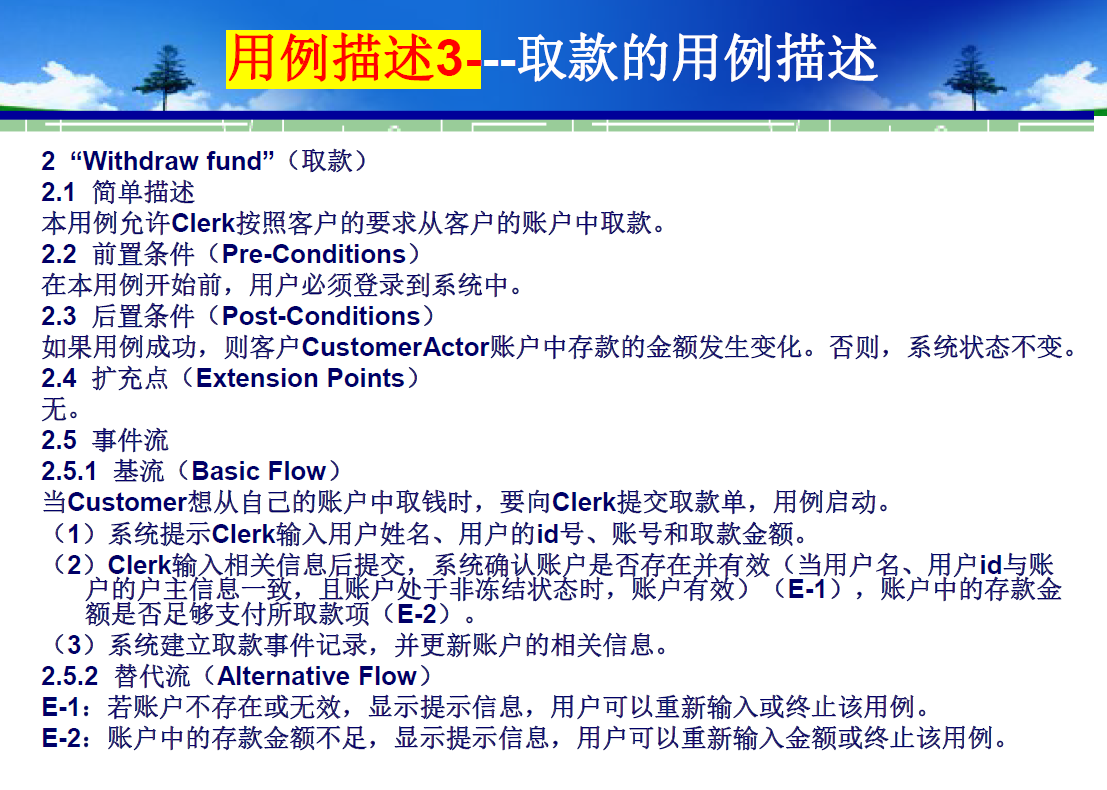 用例描述3---取款的用例描述
2 “Withdraw fund”（取款）
2.1 简单描述
本用例允许Clerk按照客户的要求从客户的账户中取款。
2.2 前置条件（Pre-Conditions）
在本用例开始前，用户必须登录到系统中。
2.3 后置条件（Post-Conditions）
如果用例成功，则客户CustomerActor账户中存款的金额发生变化。否则，系统状态不变。
2.4 扩充点（Extension Points）
无。
2.5 事件流
2.5.1 基流（Basic Flow）
当Customer想从自己的账户中取钱时，要向Clerk提交取款单，用例启动。
（1）系统提示Clerk输入用户姓名、用户的id号、账号和取款金额。
（2）Clerk输入相关信息后提交，系统确认账户是否存在并有效（当用户名、用户id与账
户的户主信息一致，且账户处于非冻结状态时，账户有效）（E-1），账户中的存款金
额是否足够支付所取款项（E-2）。
（3）系统建立取款事件记录，并更新账户的相关信息。
2.5.2 替代流（Alternative Flow）
E-1：若账户不存在或无效，显示提示信息，用户可以重新输入或终止该用例。
E-2：账户中的存款金额不足，显示提示信息，用户可以重新输入金额或终止该用例。